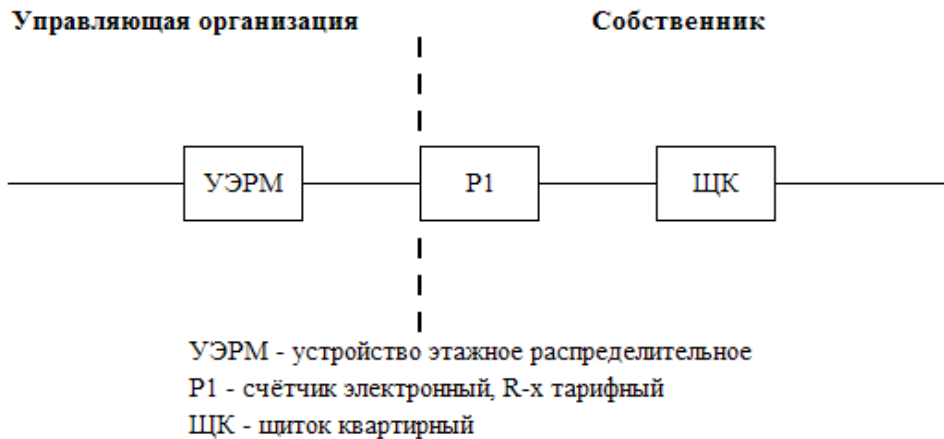 Управляющая организация
Собственник
УЭРМ
Р1
ЩК
УЭРМ - устройство этажное распределительное
Р1 - счётчик электронный, R-х тарифный
ЩК - щиток квартирный